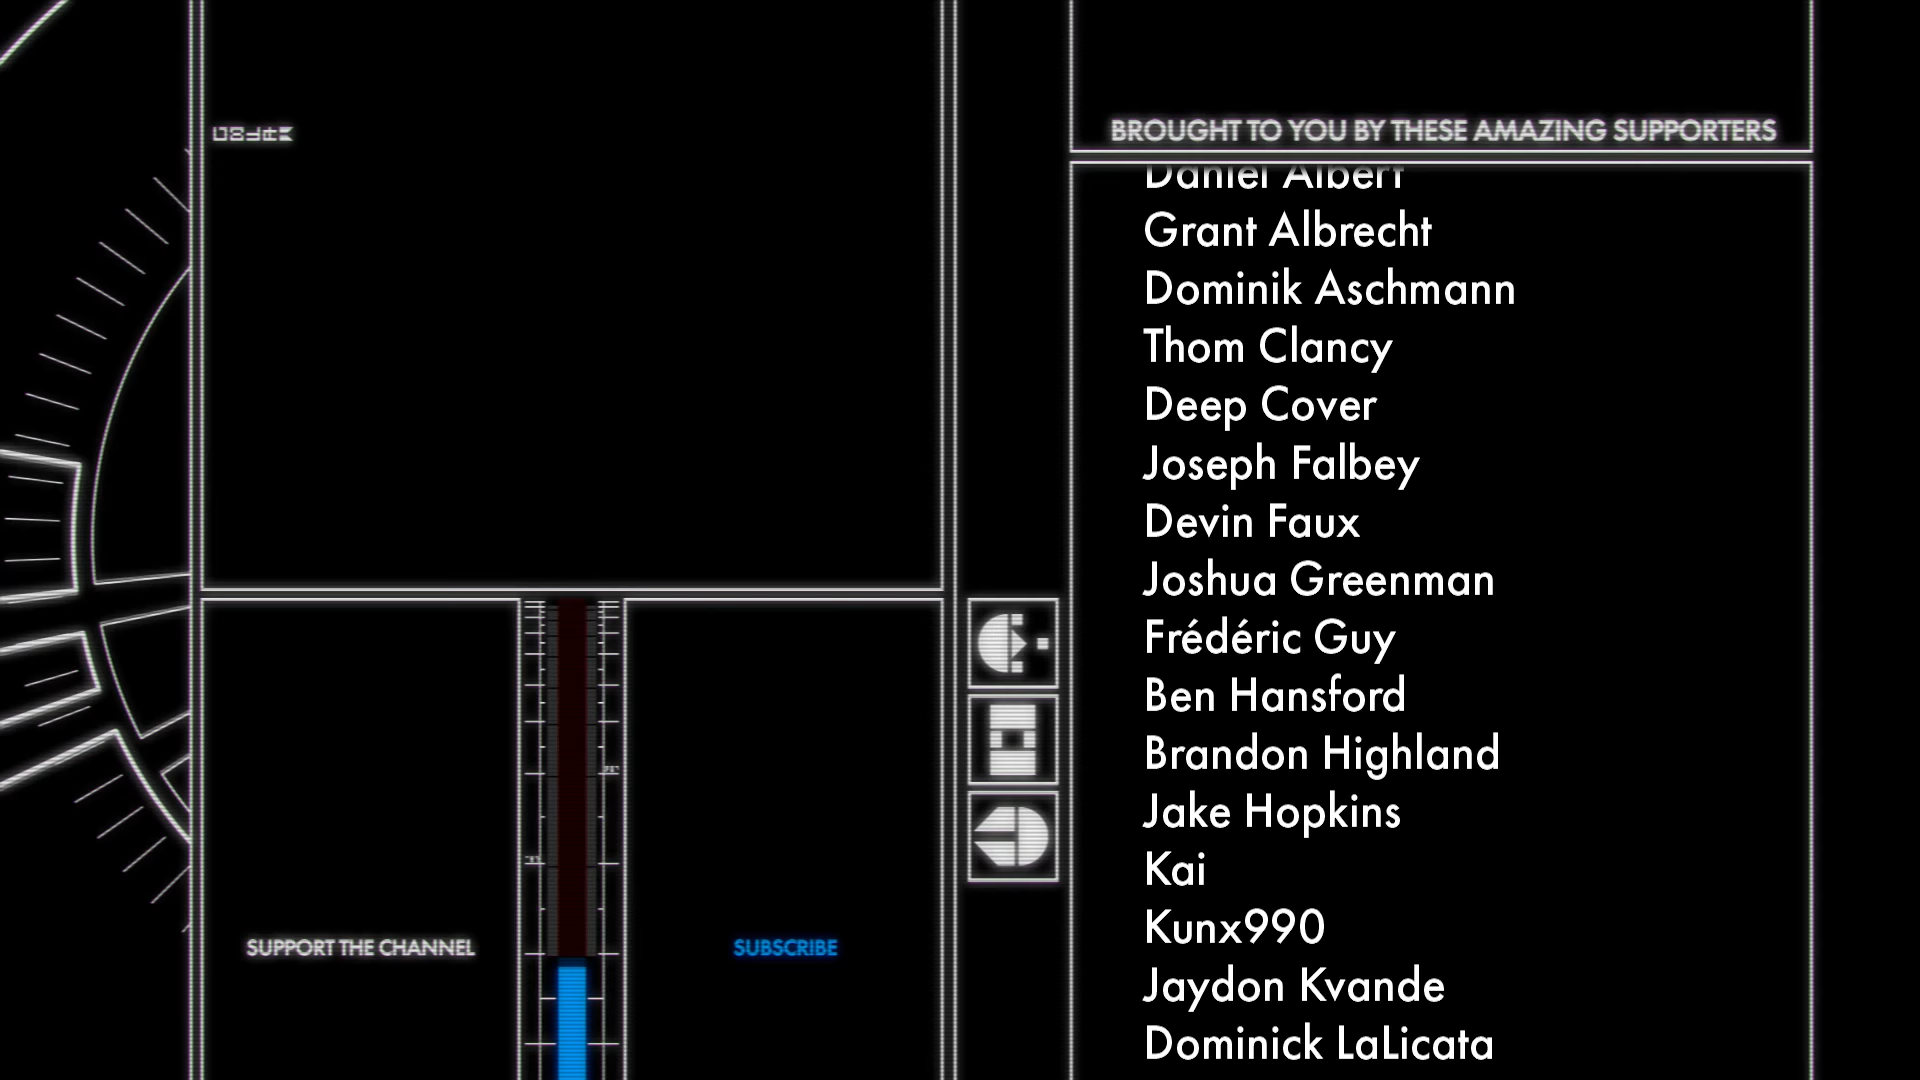 BROUGHT TO YOU BY THESE AMAZING SUPPORTERS
Daniel Albert
Grant Albrecht
Dominik Aschmann
Thom Clancy
Deep Cover
Joseph Falbey
Devin Faux
Joshua Greenman
Frédéric Guy
Ben Hansford
Brandon Highland
Jake Hopkins
Kai
Kunx990
Jaydon Kvande
Dominick LaLicata
SUPPORT THE CHANNEL
SUBSCRIBE